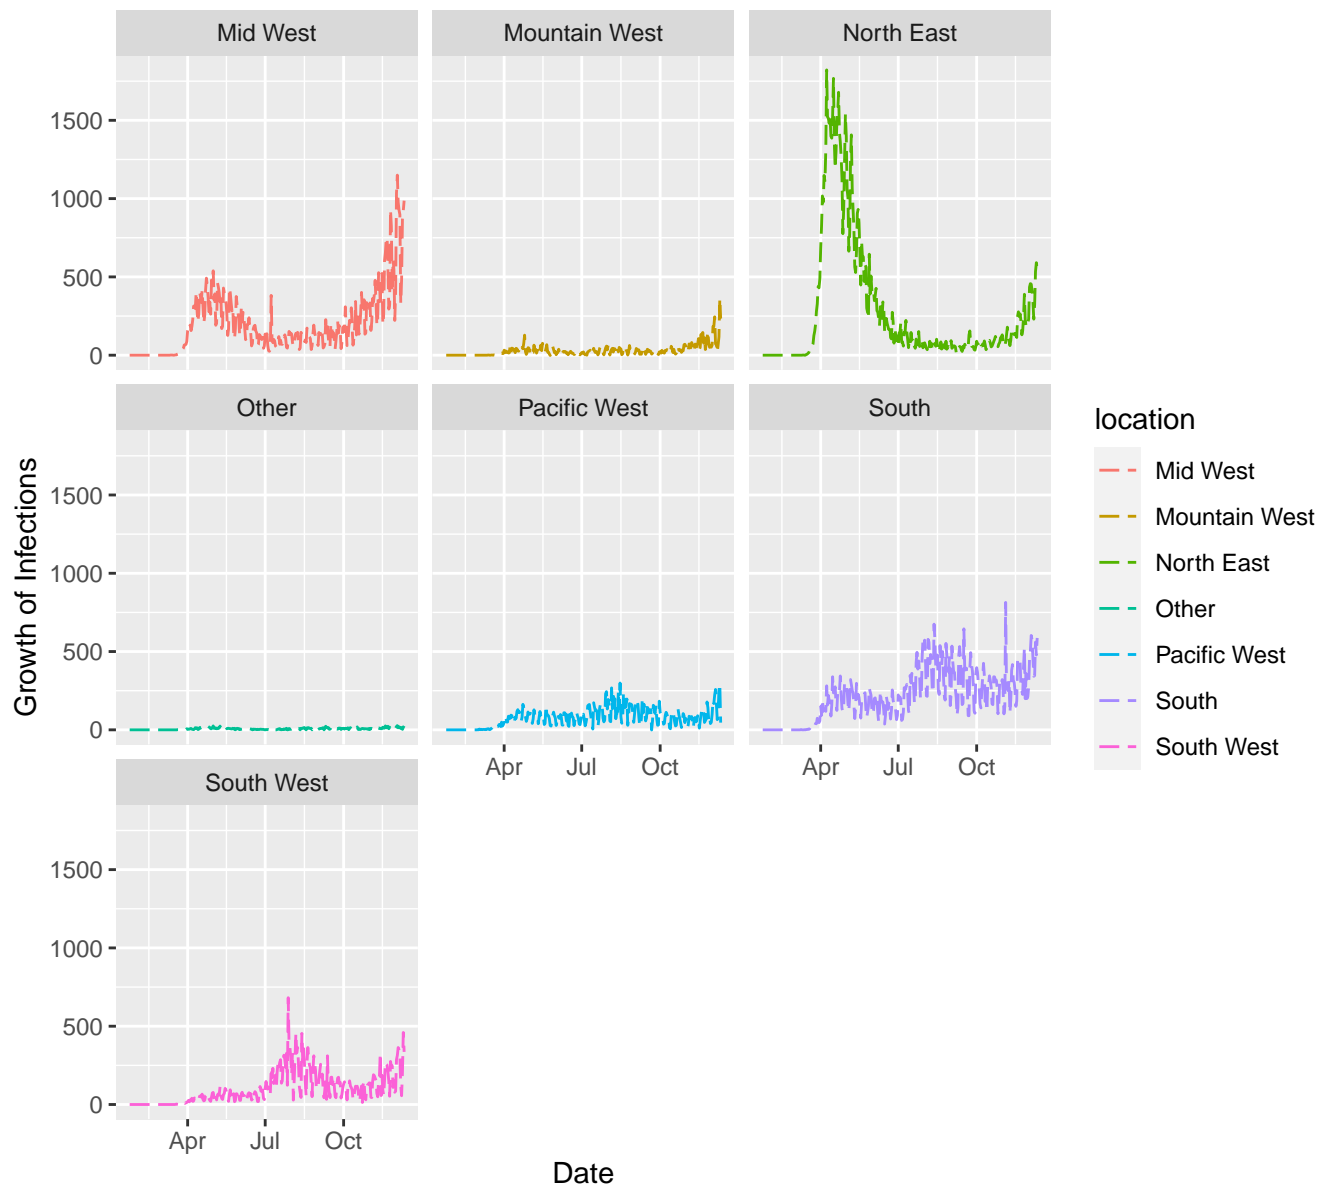 Mid West
Mountain West
North East
1500
1000
500
0
Other
Pacific West
South
1500
1000
500
0
Apr
Jul
Oct
Apr
Jul
Oct
South West
1500
1000
500
0
Apr
Jul
Oct
Growth of Infections
Date
location
Mid West
Mountain West
North East
Other
Pacific West
South
South West